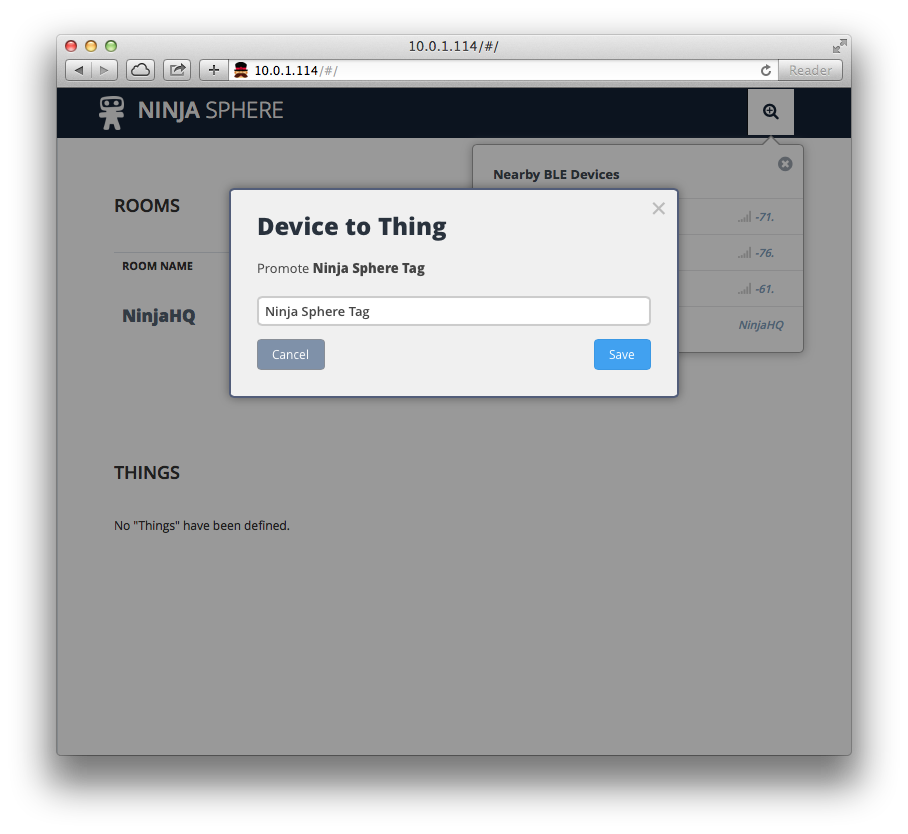 10.0.1.114/#/
10.0.1.114/#/
Reader
NINJA SPHERE
Nearby BLE Devices
ROOMS
-71.
Device to Thing
-76.
ROOM NAME
Promote Ninja Sphere Tag
-61.
NinjaHQ
Ninja Sphere Tag
NinjaHQ
Cancel
Save
THINGS
No "Things" have been defined.